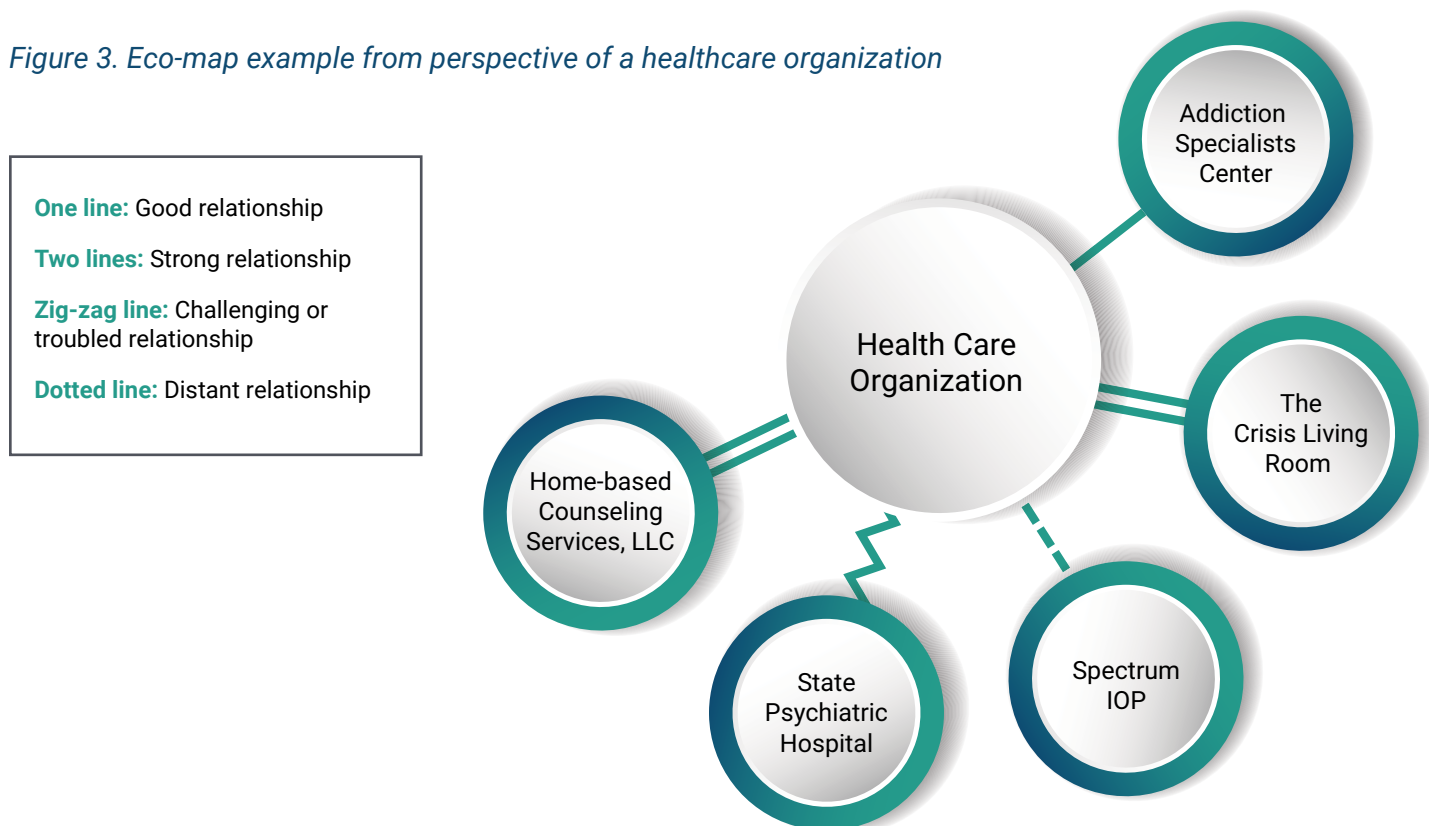 Figure 3. Eco-map example from perspective of a healthcare organization
One line: Good relationship
Two lines: Strong relationship
Zig-zag line: Challenging or
troubled relationship
Dotted line: Distant relationship
Addiction
Specialists
Center
Health Care
Organization
The
Crisis Living
Room
Home-based
Counseling
Services, LLC
Spectrum
IOP
State
Psychiatric
Hospital